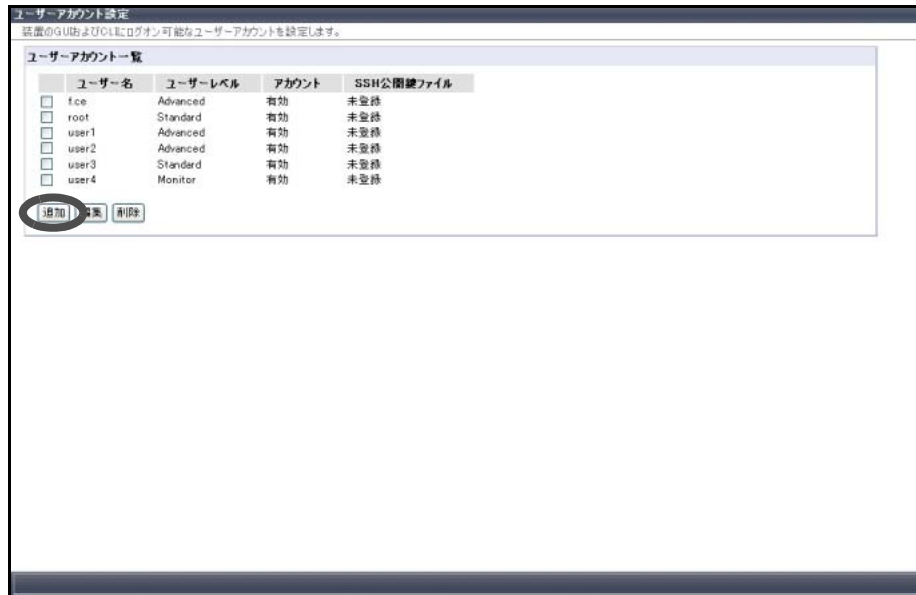 ユーザーアカウント設定
装置のGUIおよびCLIにログオン可能なユーザーアカウントを設定します。
ユーザーアカウント一覧
ユーザー名 ユーザーレベル アカウント SSH公開鍵ファイル
f.ce Advanced 有効 未登録
root Standard 有効 未登録
user1 Advanced 有効 未登録
user2 Advanced 有効 未登録
user3 Standard 有効 未登録
user4 Monitor 有効 未登録
追加 編集 削除